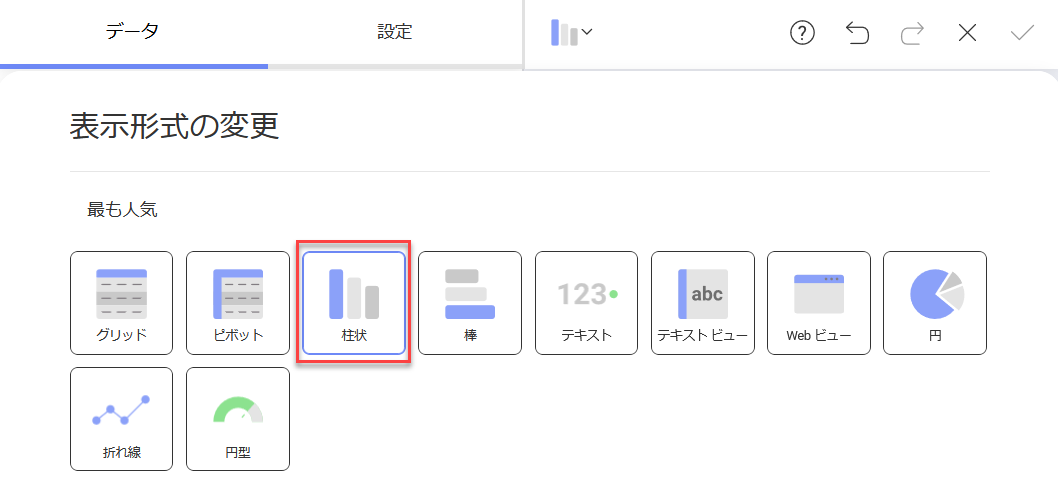 データ 設定
表示形式の変更
最も人気
123 abc
グリッド ピボット 柱状 棒 テキスト テキスト ビュー Web ビュー 円
折れ線 円型